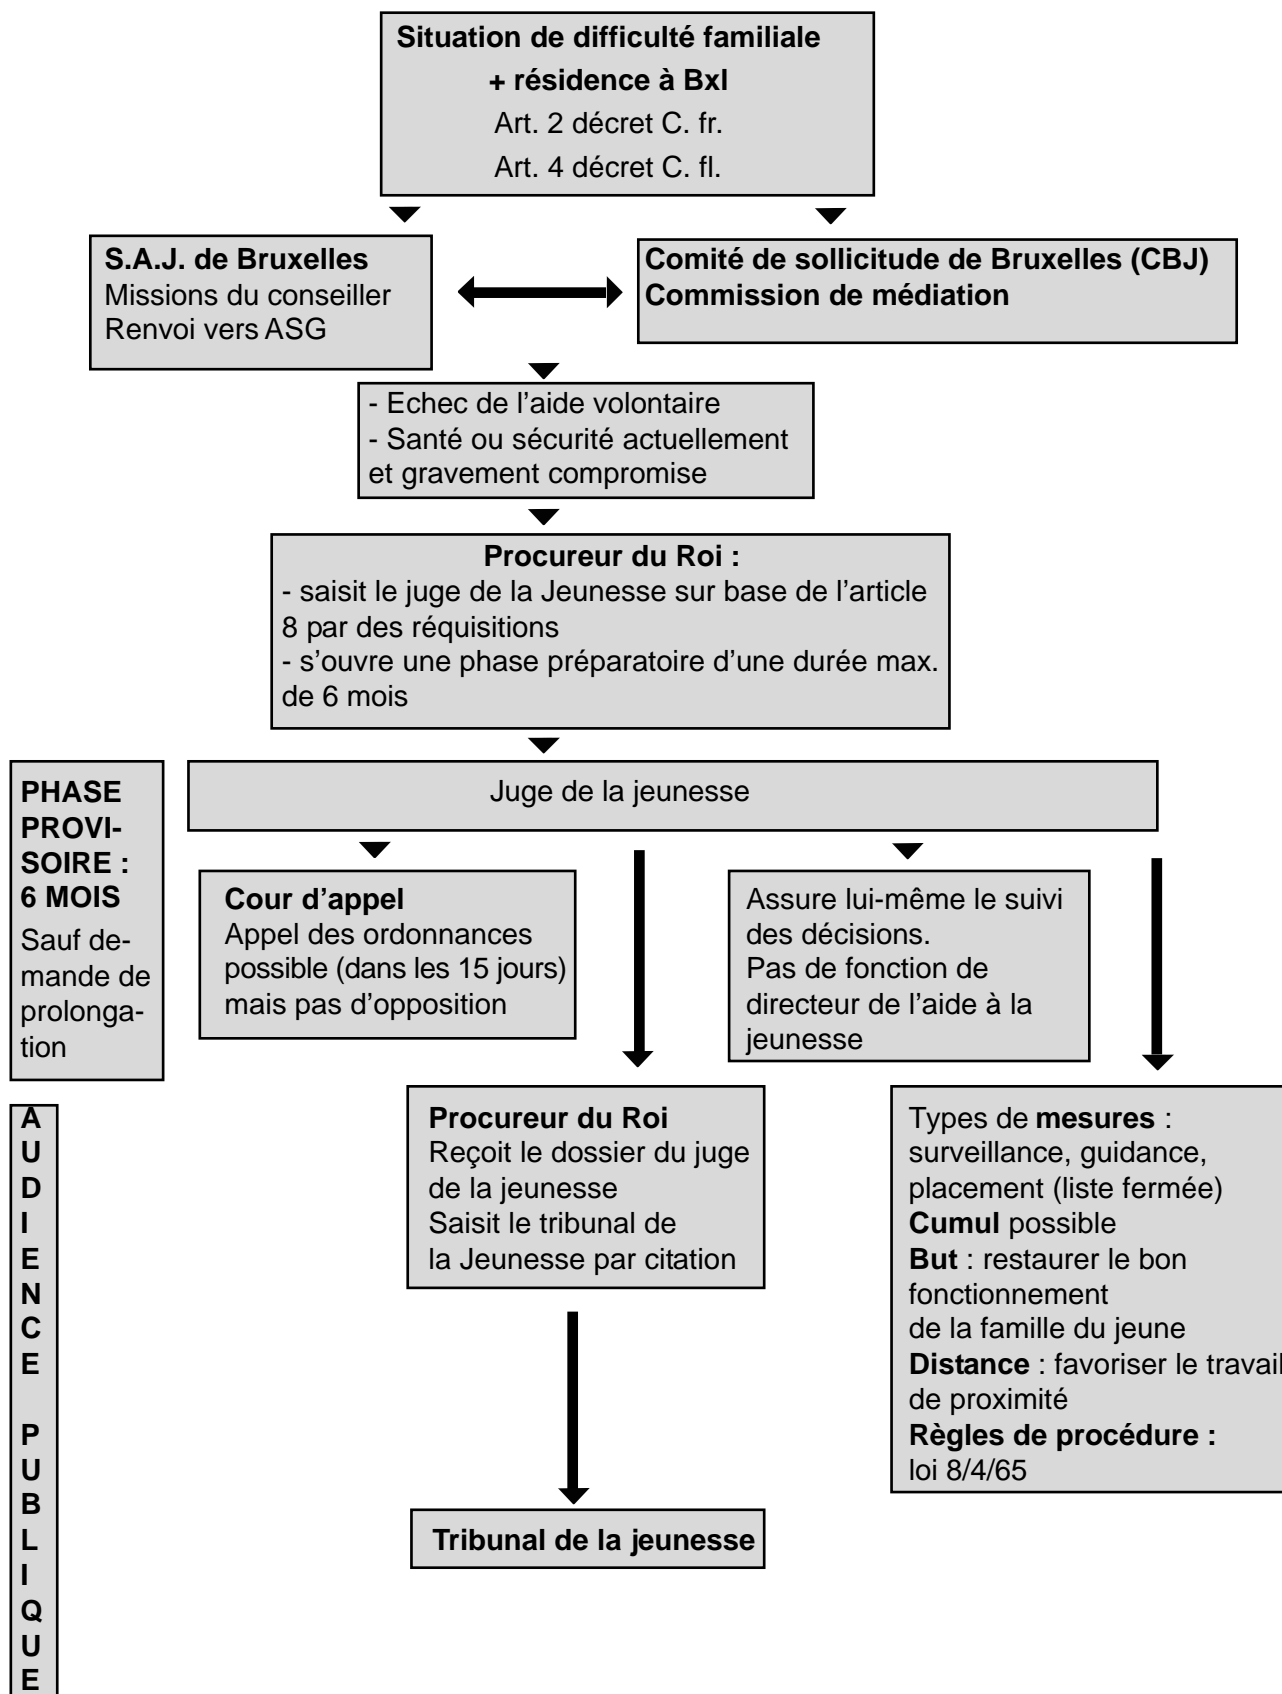 Situation de difficulté familiale
+ résidence à Bxl
Art. 2 décret C. fr.
Art. 4 décret C. fl.
S.A.J. de Bruxelles
Missions du conseiller
Renvoi vers ASG
Comité de sollicitude de Bruxelles (CBJ)
Commission de médiation
- Echec de l’aide volontaire
- Santé ou sécurité actuellement
et gravement compromise
Procureur du Roi :
- saisit le juge de la Jeunesse sur base de l’article
8 par des réquisitions
- s’ouvre une phase préparatoire d’une durée max.
de 6 mois
PHASE
PROVI-
SOIRE :
6 MOIS
Sauf de-
mande de
prolonga-
tion
Juge de la jeunesse
Cour d’appel
Appel des ordonnances
possible (dans les 15 jours)
mais pas d’opposition
Assure lui-même le suivi
des décisions.
Pas de fonction de
directeur de l’aide à la
jeunesse
A
U
D
I
E
N
C
E
P
U
B
L
I
Q
U
E
Procureur du Roi
Reçoit le dossier du juge
de la jeunesse
Saisit le tribunal de
la Jeunesse par citation
Types de mesures :
surveillance, guidance,
placement (liste fermée)
Cumul possible
But : restaurer le bon
fonctionnement
de la famille du jeune
Distance : favoriser le travail
de proximité
Règles de procédure :
loi 8/4/65
Tribunal de la jeunesse